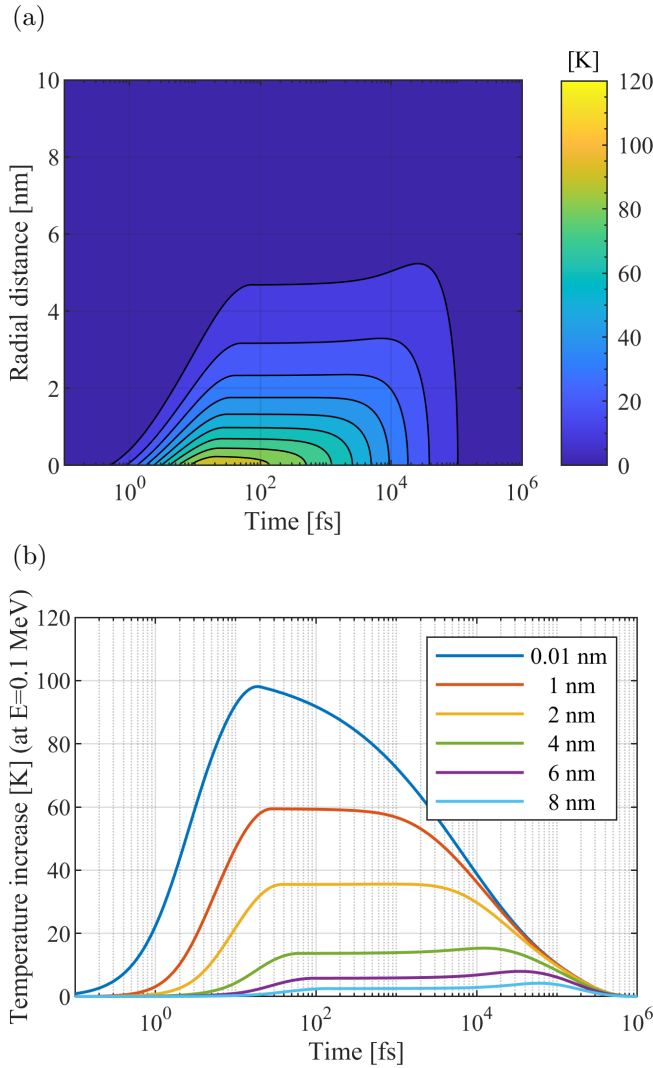 (a)
[K]
10
8
6
4
2
0
Radial distance [nm]
120
100
80
60
40
20
0
10^0
10^2
10^4
10^6
Time [fs]
(b)
Temperature increase [K] (at E=0.1 MeV)
120
100
80
60
40
20
0
0.01 nm
1 nm
2 nm
4 nm
6 nm
8 nm
10^0
10^2
10^4
10^6
Time [fs]